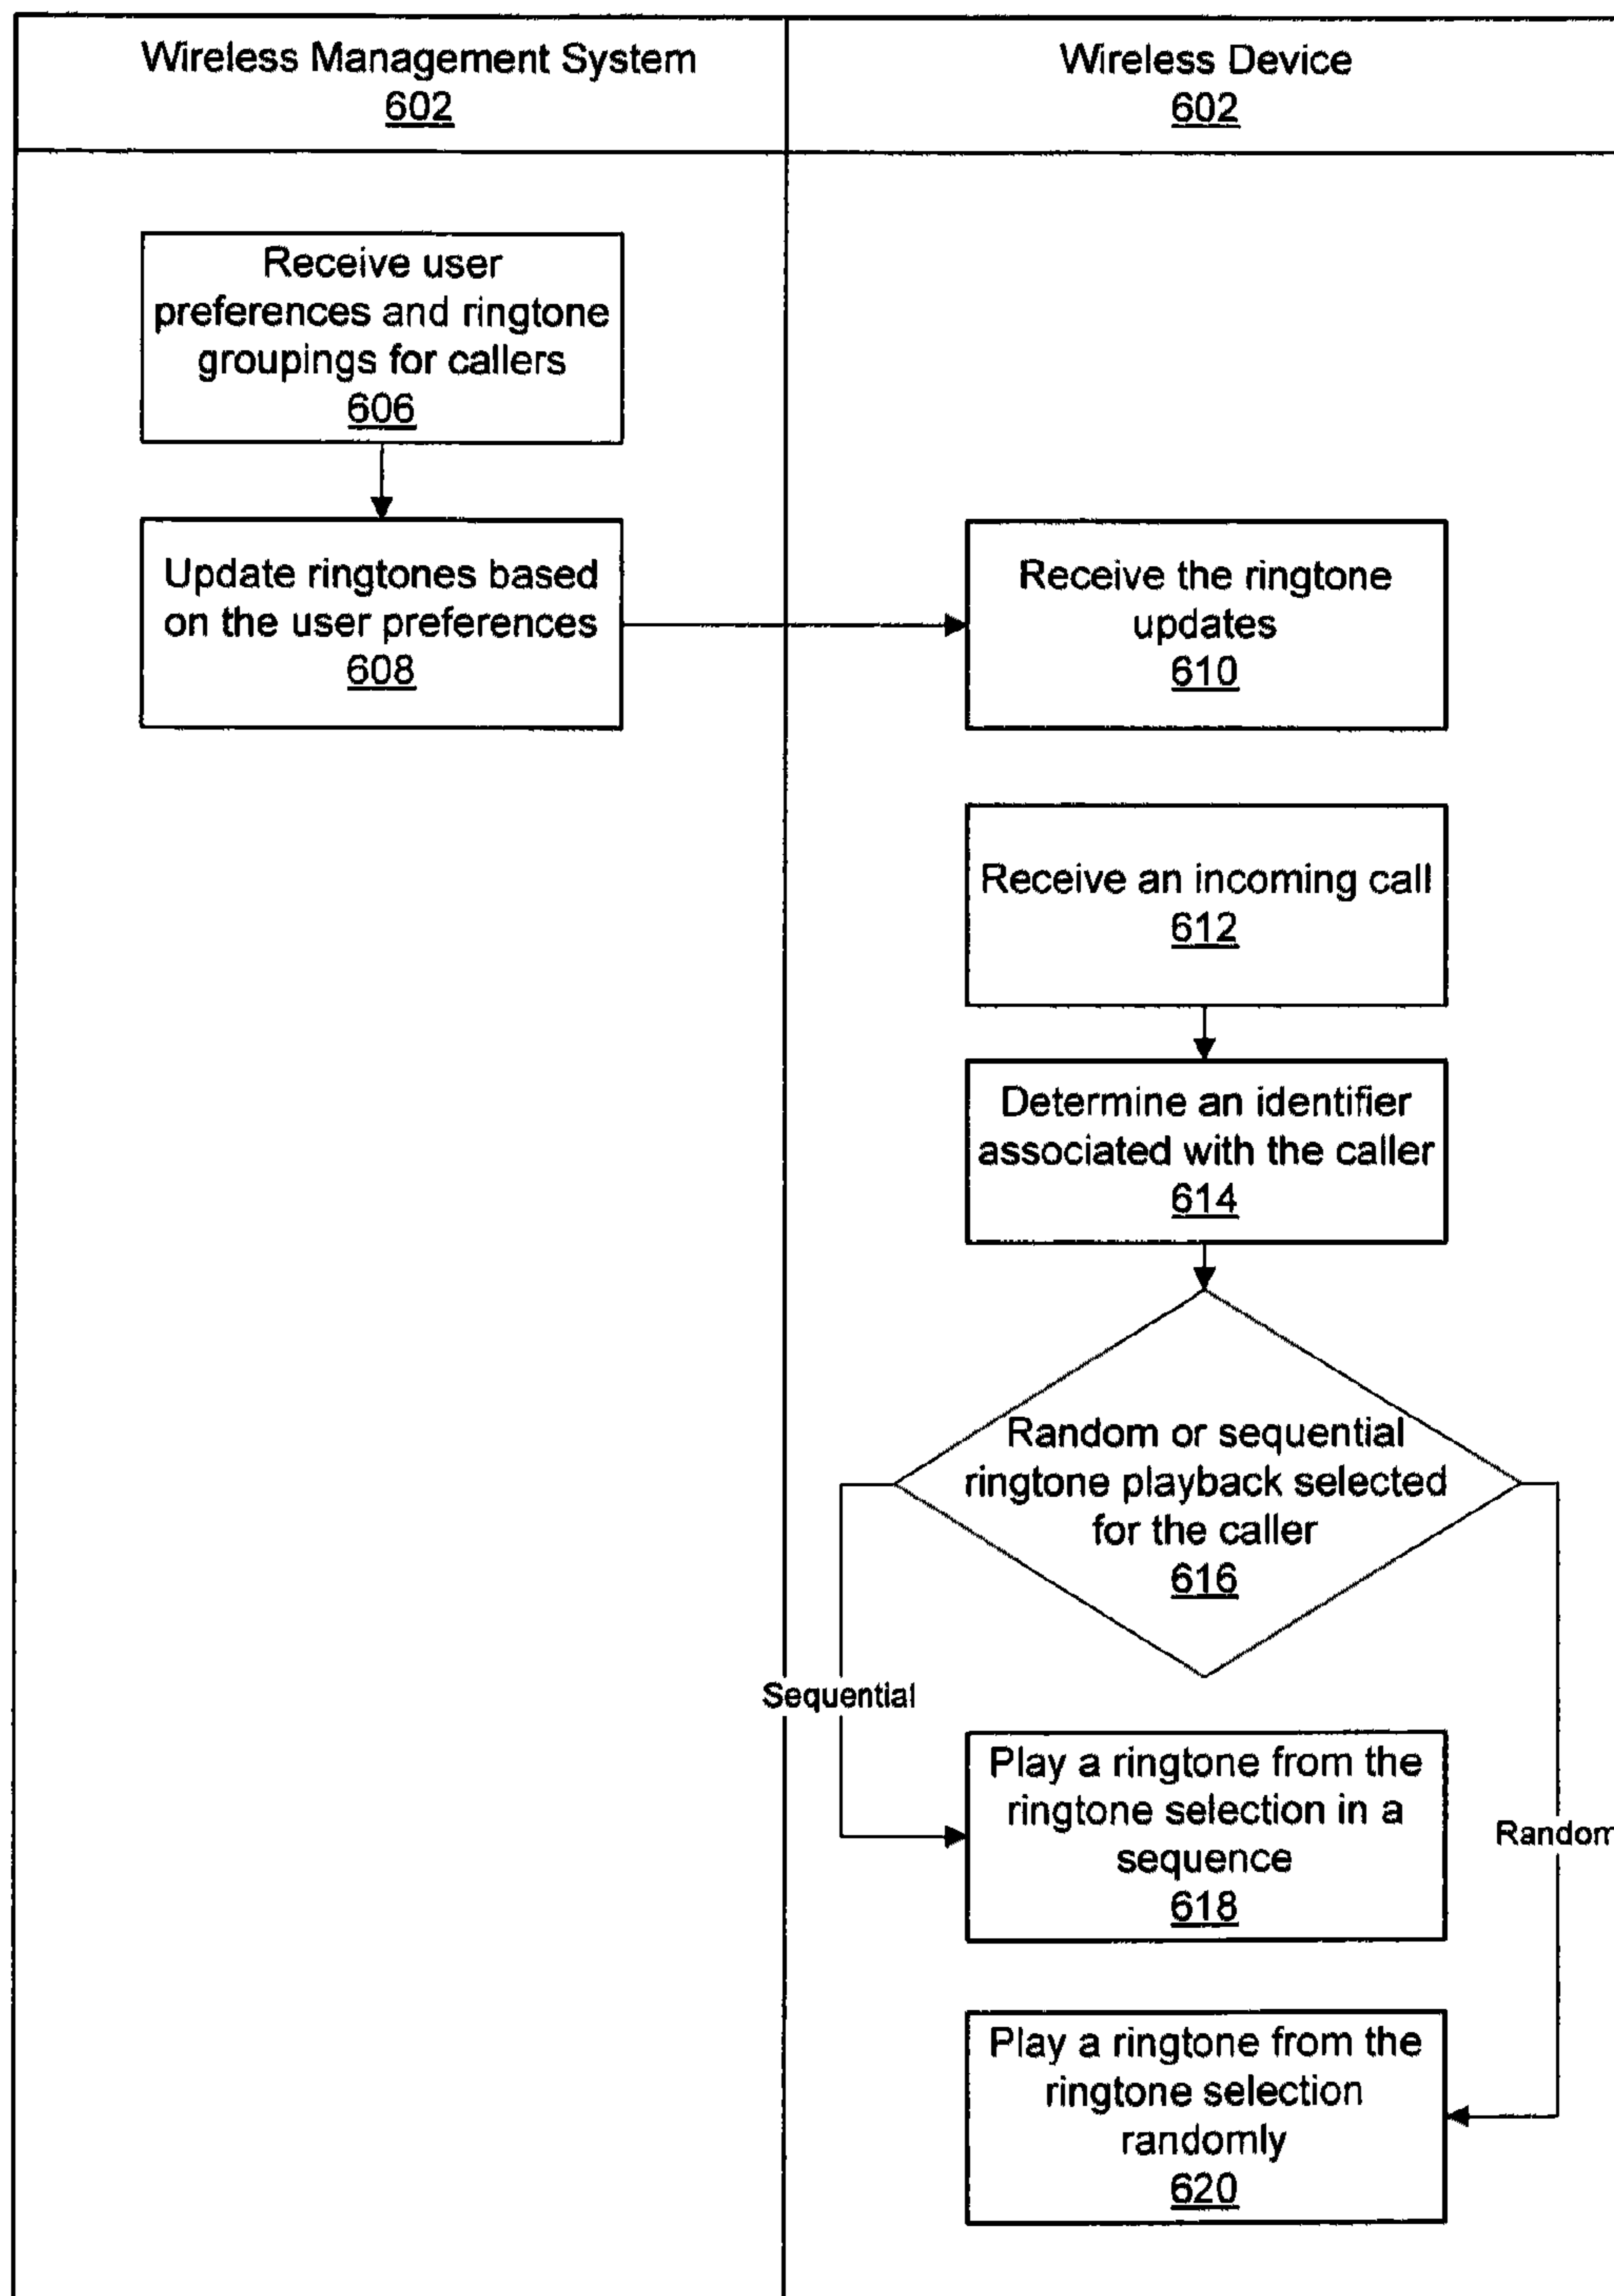 Wireless Management System
602
Wireless Device
602
Receive user
preferences and ringtone
groupings for callers
606
Update ringtones based
on the user preferences
608
Receive the ringtone
updates
610
Receive an incoming call
612
Determine an identifier
associated with the caller
614
Random or sequential
ringtone playback selected
for the caller
616
Sequential
Play a ringtone from the
ringtone selection in a
sequence
618
Random
Play a ringtone from the
ringtone selection
randomly
620